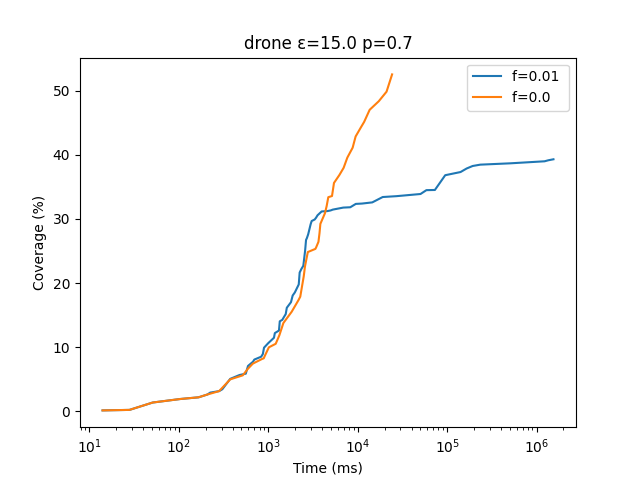 drone ε=15.0 p=0.7
f=0.01
f=0.0
Coverage (%)
50
40
30
20
10
0
10¹ 10² 10³ 10⁴ 10⁵ 10⁶
Time (ms)